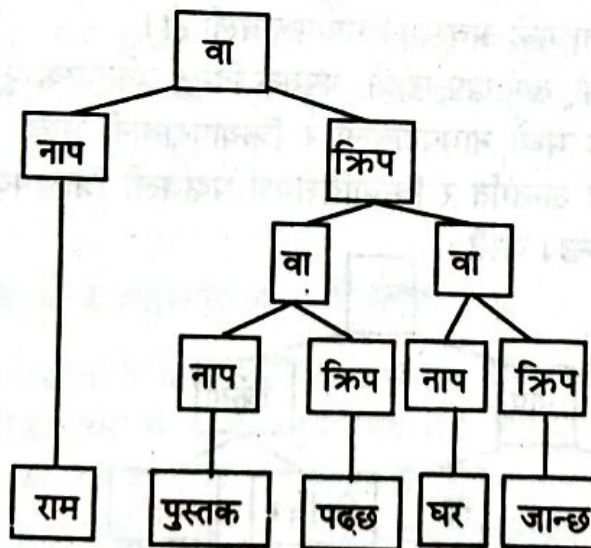 वा
नाप क्रिप
वा वा
नाप क्रिप नाप क्रिप
राम पुस्तक पढ्छ घर जान्छ